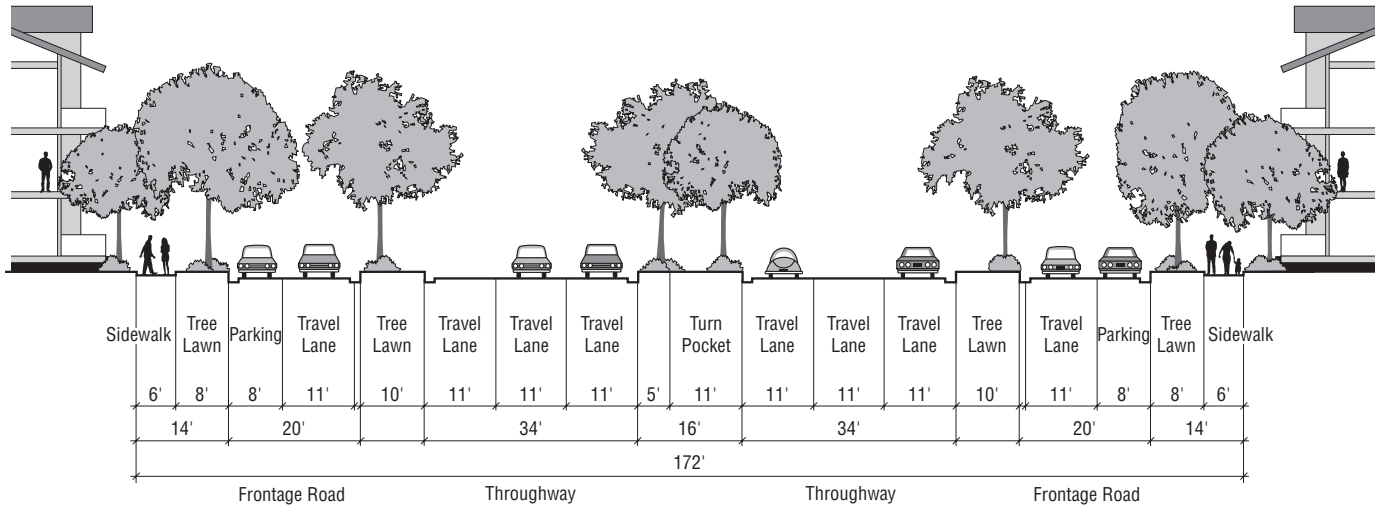 Sidewalk Tree Lawn Parking Travel Lane Tree Lawn Travel Lane Travel Lane Travel Lane Turn Pocket Travel Lane Travel Lane Travel Lane Tree Lawn Travel Lane Parking Tree Lawn Sidewalk
6' 8' 8' 11' 10' 11' 11' 11' 5' 11' 11' 11' 11' 10' 11' 8' 8' 6'
14' 20' 34' 16' 34' 20' 14'
172'
Frontage Road Throughway Throughway Frontage Road